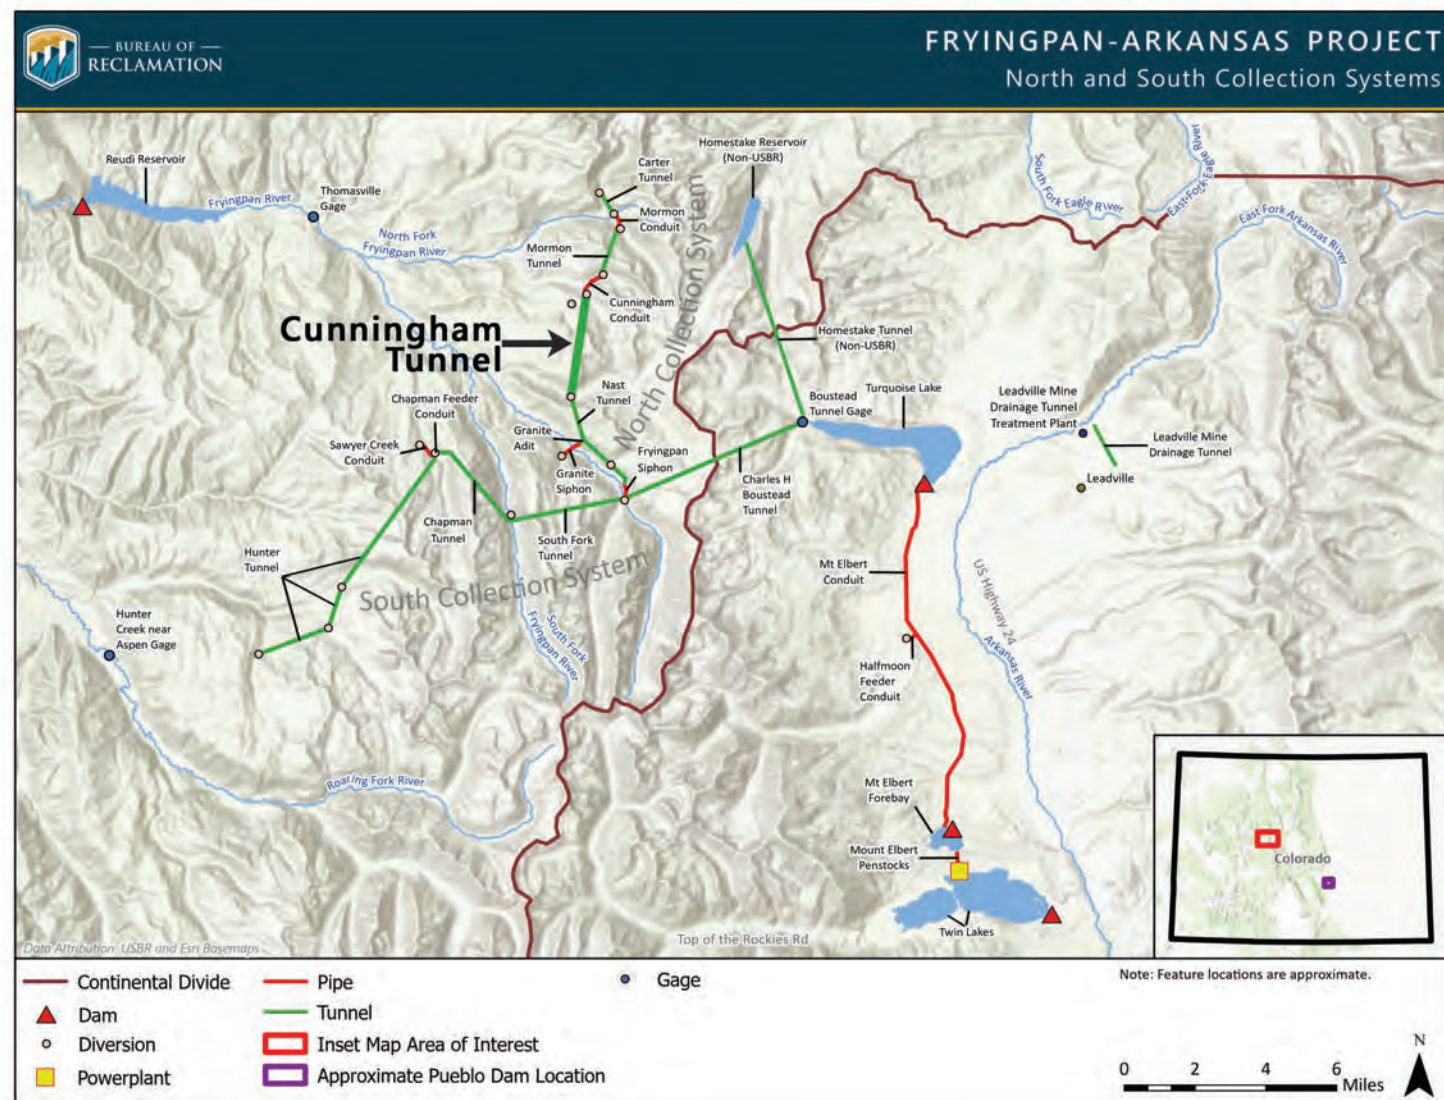 BUREAU OF
RECLAMATION
FRYINGPAN-ARKANSAS PROJECT
North and South Collection Systems
Reudi Reservoir
Fryingpan River
Thomasville
Gage
North Fork
Fryingpan River
Carter
Tunnel
Mormon
Conduit
Mormon
Tunnel
Cunningham
Conduit
Homestake Reservoir
(Non-USBR)
North Collection System
South Fork Eagle River
East Fork Eagle River
East Fork Arkansas River
Cunningham
Tunnel
Homestake Tunnel
(Non-USBR)
Nast
Tunnel
Chapman Feeder
Conduit
Sawyer Creek
Conduit
Granite
Adit
Granite
Siphon
Fryingpan
Siphon
Boustead
Tunnel Gage
Turquoise Lake
Leadville Mine
Drainage Tunnel
Treatment Plant
Leadville Mine
Drainage Tunnel
Leadville
Charles H
Boustead
Tunnel
Chapman
Tunnel
South Fork
Tunnel
Hunter
Tunnel
South Collection System
Mt Elbert
Conduit
US Highway 24
Arkansas River
Hunter
Creek near
Aspen Gage
South Fork
Fryingpan River
Halfmoon
Feeder
Conduit
Roaring Fork River
Mt Elbert
Forebay
Mount Elbert
Penstocks
Twin Lakes
Top of the Rockies Rd
Colorado
Data Attribution: USBR and Esri Basemaps
Continental Divide
Dam
Diversion
Powerplant
Pipe
Tunnel
Inset Map Area of Interest
Approximate Pueblo Dam Location
Gage
Note: Feature locations are approximate.
0 2 4 6
Miles
N